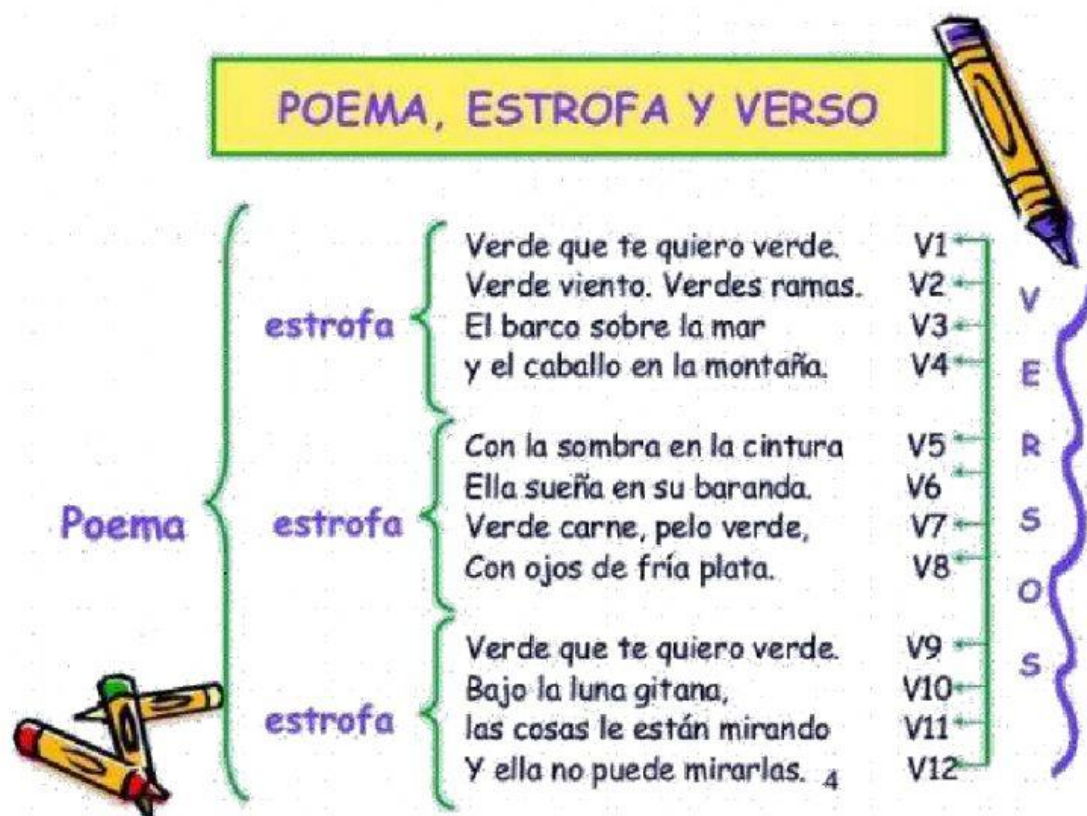 POEMA, ESTROFA Y VERSO
Poema
estrofa
Verde que te quiero verde. V1
Verde viento. Verdes ramas. V2
El barco sobre la mar V3
y el caballo en la montaña. V4
estrofa
Con la sombra en la cintura V5
Ella sueña en su baranda. V6
Verde carne, pelo verde, V7
Con ojos de fría plata. V8
estrofa
Verde que te quiero verde. V9
Bajo la luna gitana, V10
las cosas le están mirando V11
Y ella no puede mirarlas. V12
4
VERSOS